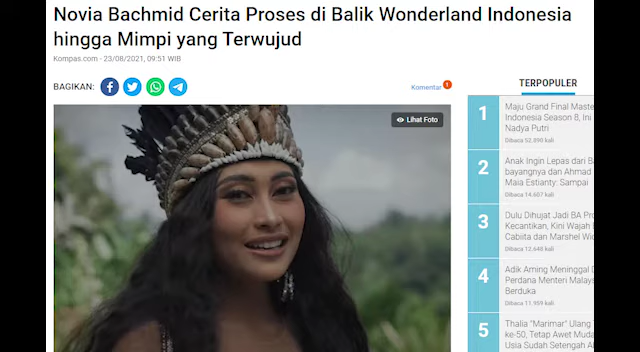 Novia Bachmid Cerita Proses di Balik Wonderland Indonesia
hingga Mimpi yang Terwujud
Kompas.com - 23/08/2021, 09:51 WIB
BAGIKAN:
Komentar 1
Lihat Foto
TERPOPULER
1
Maju Grand Final Master
Indonesia Season 8, Ini
Nadya Putri
Dibaca 52.890 kali
2
Anak Ingin Lepas dari B
bayangnya dan Ahmad
Maia Estianty: Sampai
Dibaca 14.607 kali
3
Dulu Dihujat Jadi BA Pr
Kecantikan, Kini Wajah
Cabiita dan Marshel Wid
Dibaca 12.648 kali
4
Adik Aming Meninggal D
Perdana Menteri Malays
Berduka
Dibaca 11.959 kali
5
Thalia "Marimar" Ulang
ke-50, Tetap Awet Muda
Usia Sudah Setengah A